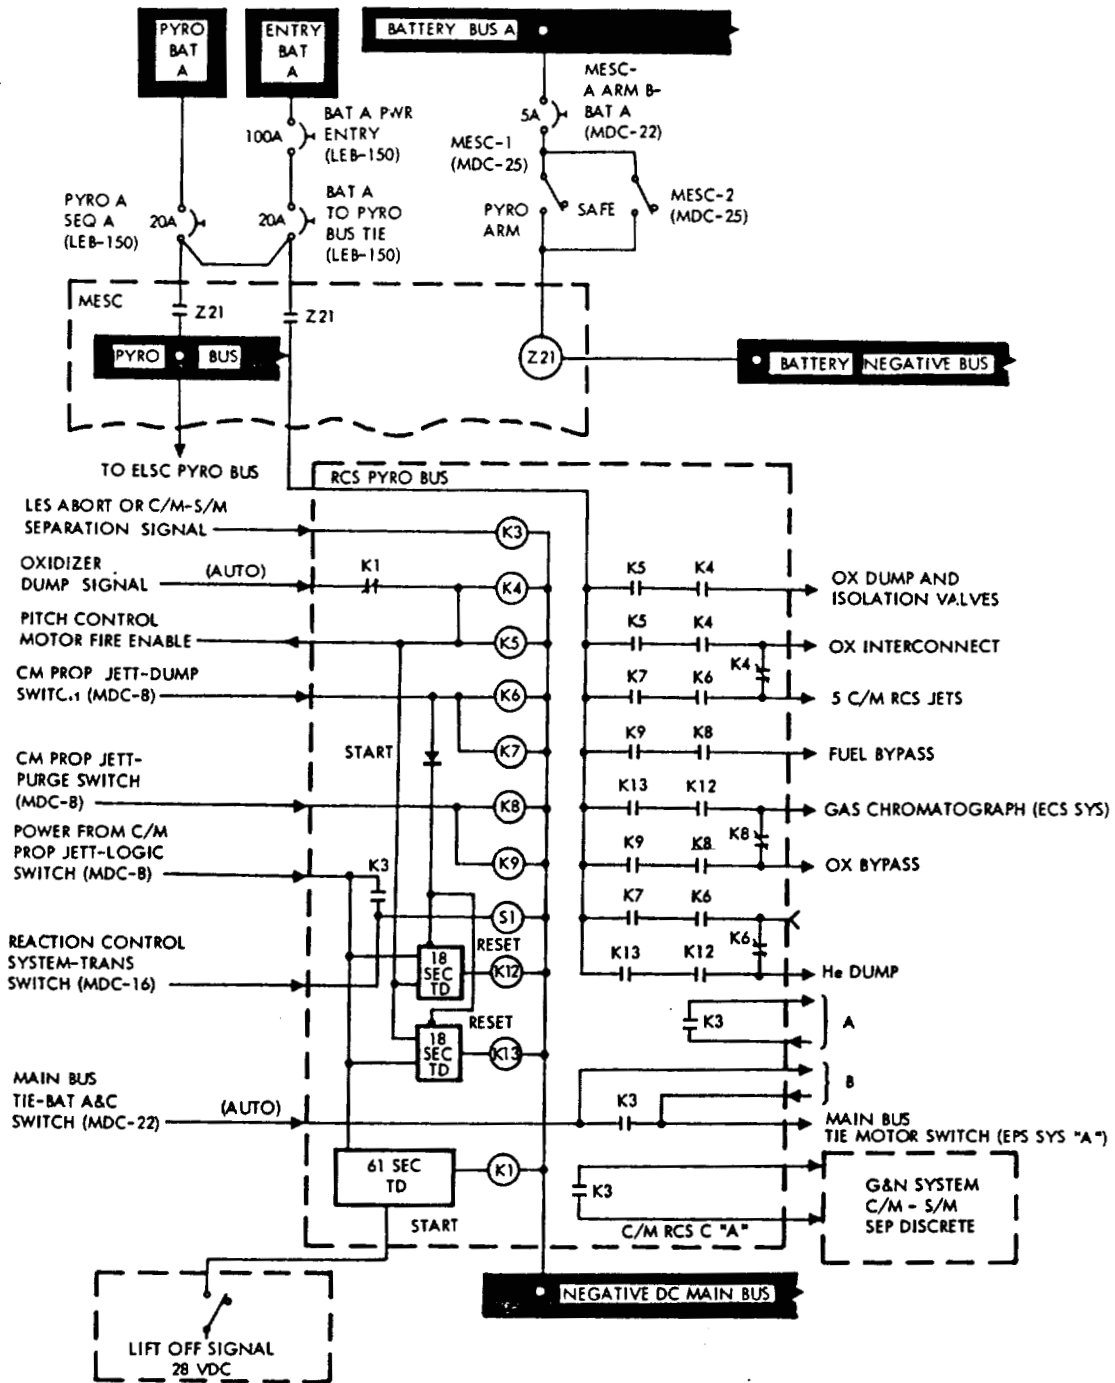 PYRO
BAT
A
ENTRY
BAT
A
BATTERY BUS A
MESC-
A ARM B-
BAT A
(MDC-22)
5A
100A
BAT A PWR
ENTRY
(LEB-150)
MESC-1
(MDC-25)
PYRO A
SEQ A
(LEB-150)
20A
20A
BAT A
TO PYRO
BUS TIE
(LEB-150)
PYRO
ARM
SAFE
MESC-2
(MDC-25)
MESC
Z21
Z21
PYRO BUS
Z21
BATTERY NEGATIVE BUS
TO ELSC PYRO BUS
RCS PYRO BUS
LES ABORT OR C/M-S/M
SEPARATION SIGNAL
K3
OXIDIZER
DUMP SIGNAL
(AUTO)
K1
K4
K5 K4
OX DUMP AND
ISOLATION VALVES
PITCH CONTROL
MOTOR FIRE ENABLE
K5
K5 K4
OX INTERCONNECT
K4
CM PROP JETT-DUMP
SWITCH (MDC-8)
K6
K7 K6
5 C/M RCS JETS
START
K7
K9 K8
FUEL BYPASS
CM PROP JETT-
PURGE SWITCH
(MDC-8)
K8
K13 K12
GAS CHROMATOGRAPH (ECS SYS)
K8
POWER FROM C/M
PROP JETT-LOGIC
SWITCH (MDC-8)
K3
K9
K9 K8
OX BYPASS
S1
K7 K6
K6
REACTION CONTROL
SYSTEM-TRANS
SWITCH (MDC-16)
18
SEC
TD
RESET
K12
K13 K12
He DUMP
18
SEC
TD
RESET
K13
K3
A
B
MAIN BUS
TIE-BAT A&C
SWITCH (MDC-22)
(AUTO)
K3
MAIN BUS
TIE MOTOR SWITCH (EPS SYS "A")
61 SEC
TD
K1
K3
START
C/M RCS C "A"
G&N SYSTEM
C/M - S/M
SEP DISCRETE
NEGATIVE DC MAIN BUS
LIFT OFF SIGNAL
28 VDC